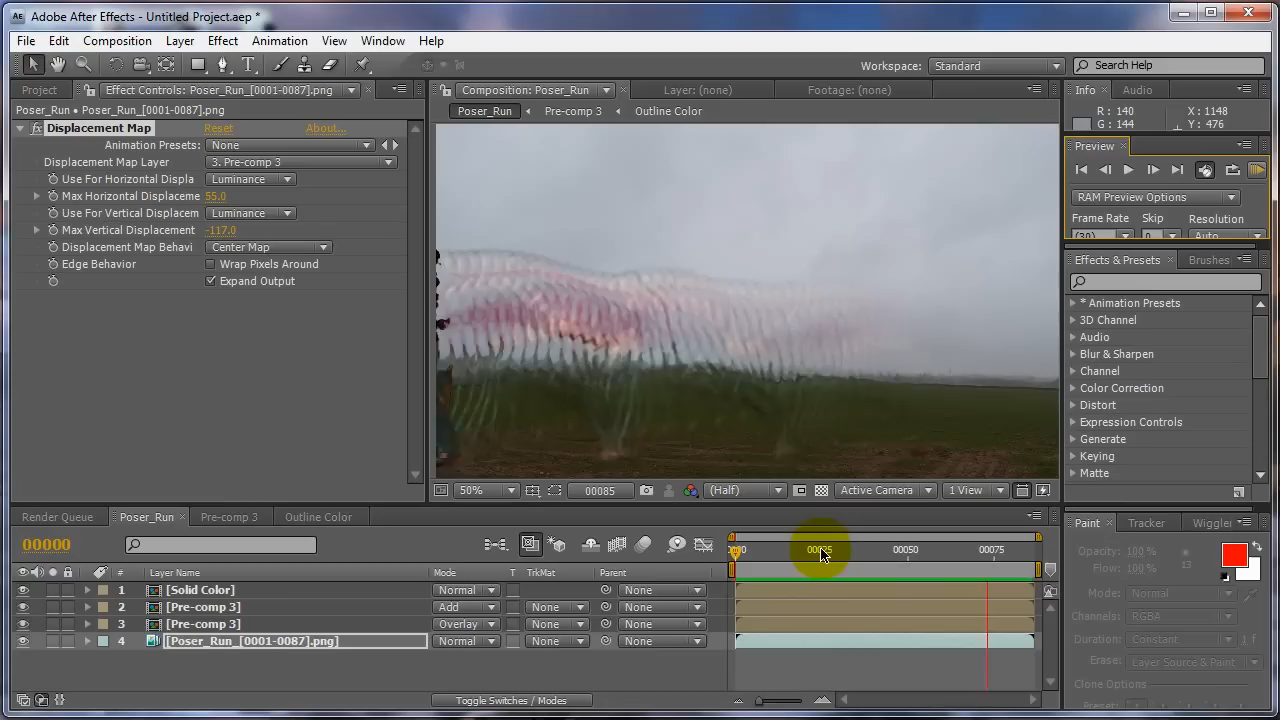 Adobe After Effects - Untitled Project.aep *
File Edit Composition Layer Effect Animation View Window Help
Workspace: Standard Search Help
Project Effect Controls: Poser_Run_[0001-0087].png
Poser_Run • Poser_Run_[0001-0087].png
Displacement Map Reset About...
Animation Presets: None
Displacement Map Layer 3. Pre-comp 3
Use For Horizontal Displa Luminance
Max Horizontal Displaceme 55.0
Use For Vertical Displacem Luminance
Max Vertical Displacement -117.0
Displacement Map Behavi Center Map
Edge Behavior Wrap Pixels Around
Expand Output
Composition: Poser_Run Layer: (none) Footage: (none)
Poser_Run Pre-comp 3 Outline Color
50% 00085 (Half) Active Camera 1 View
Info Audio
R: 140 X: 1148
G: 144 Y: 476
Preview
RAM Preview Options
Frame Rate Skip Resolution
(30) 0 Auto
Effects & Presets Brushes
* Animation Presets
3D Channel
Audio
Blur & Sharpen
Channel
Color Correction
Distort
Expression Controls
Generate
Keying
Matte
Render Queue Poser_Run Pre-comp 3 Outline Color
00000 00025 00050 00075
# Layer Name Mode T TrkMat Parent
1 [Solid Color] Normal None
2 [Pre-comp 3] Add None None
3 [Pre-comp 3] Overlay None None
4 [Poser_Run_[0001-0087].png] Normal None None
Toggle Switches / Modes
Paint Tracker Wiggler
Opacity: 100 %
Flow: 100 % 13
Mode: Normal
Channels: RGBA
Duration: Constant 1 f
Erase: Layer Source & Paint
Clone Options
Preset: